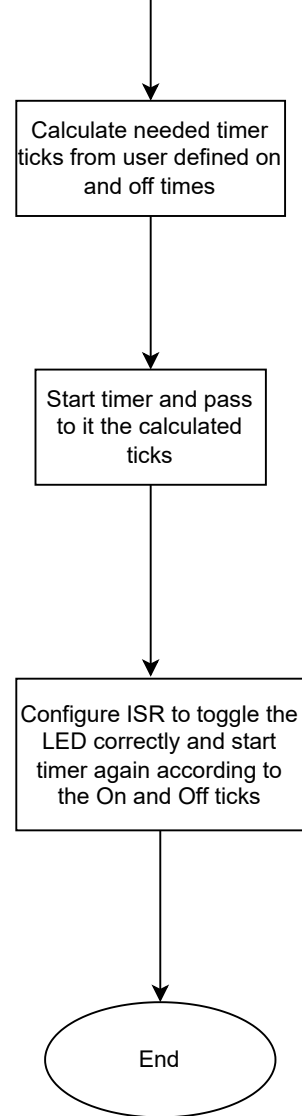 Calculate needed timer
ticks from user defined on
and off times
Start timer and pass
to it the calculated
ticks
Configure ISR to toggle the
LED correctly and start
timer again according to
the On and Off ticks
End